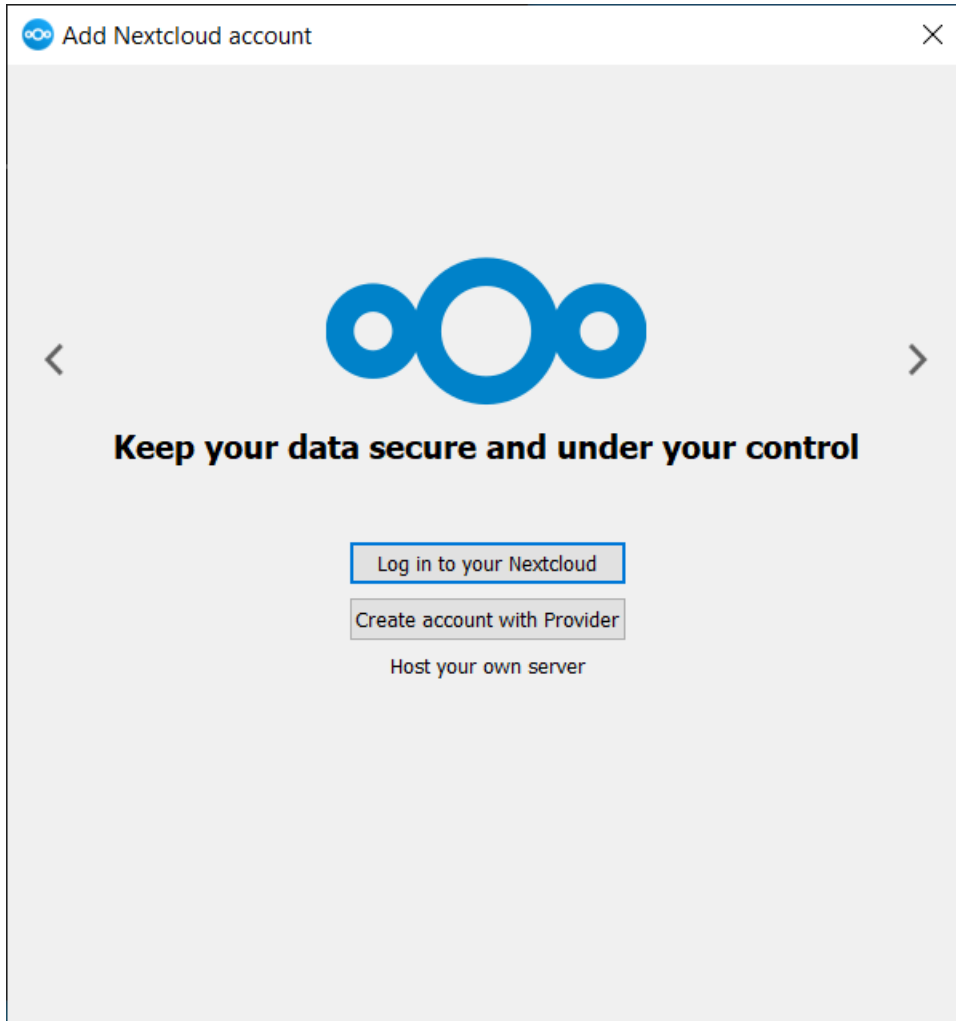 Add Nextcloud account
Keep your data secure and under your control
Log in to your Nextcloud
Create account with Provider
Host your own server